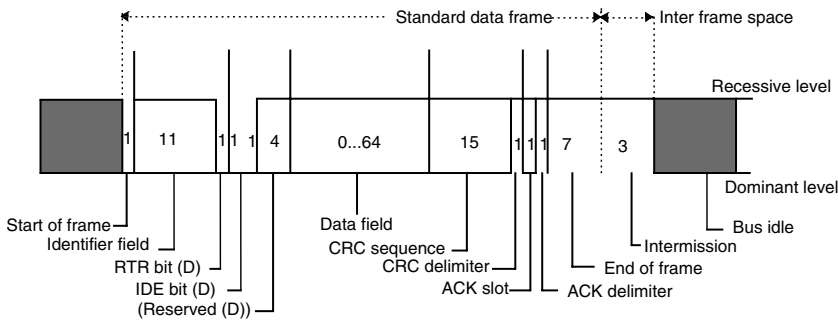 Standard data frame
Inter frame space
Recessive level
1 11 1 1 1 4 0...64 15 1 1 1 7 3
Dominant level
Start of frame
Identifier field
RTR bit (D)
IDE bit (D)
(Reserved (D))
Data field
CRC sequence
CRC delimiter
ACK slot
ACK delimiter
End of frame
Intermission
Bus idle